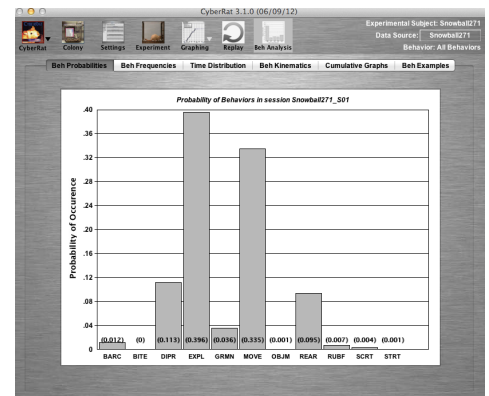 CyberRat 3.1.0 (06/09/12)
Experimental Subject: Snowball271
Data Source: Snowball271
Behavior: All Behaviors
CyberRat Colony Settings Experiment Graphing Replay Beh Analysis
Beh Probabilities Beh Frequencies Time Distribution Beh Kinematics Cumulative Graphs Beh Examples
Probability of Behaviors in session Snowball271_S01
Probability of Occurence
.40
.36
.32
.28
.24
.20
.16
.12
.08
.04
0
(0.012) (0) (0.113) (0.396) (0.036) (0.335) (0.001) (0.095) (0.007) (0.004) (0.001)
BARC BITE DIPR EXPL GRMN MOVE OBJM REAR RUBF SCRT STRT